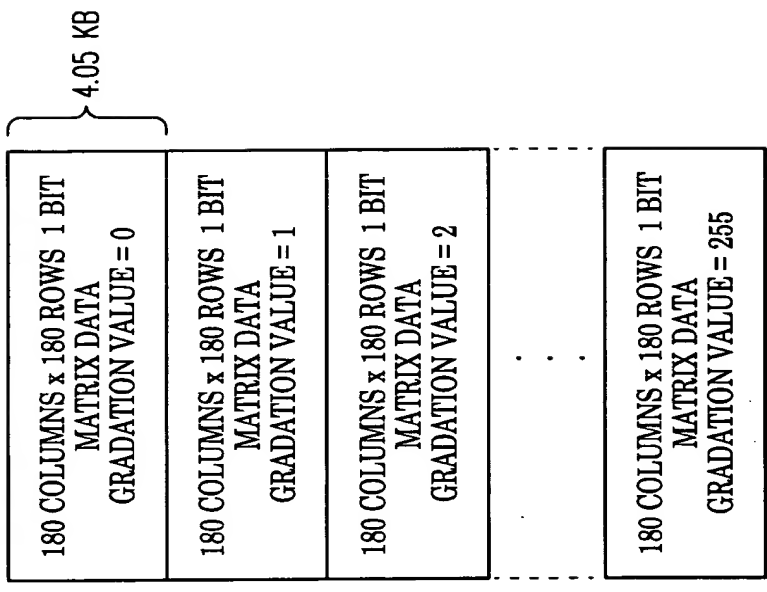 180 COLUMNS x 180 ROWS 1 BIT
MATRIX DATA
GRADATION VALUE = 0
4.05 KB
180 COLUMNS x 180 ROWS 1 BIT
MATRIX DATA
GRADATION VALUE = 1
180 COLUMNS x 180 ROWS 1 BIT
MATRIX DATA
GRADATION VALUE = 2
. . .
180 COLUMNS x 180 ROWS 1 BIT
MATRIX DATA
GRADATION VALUE = 255